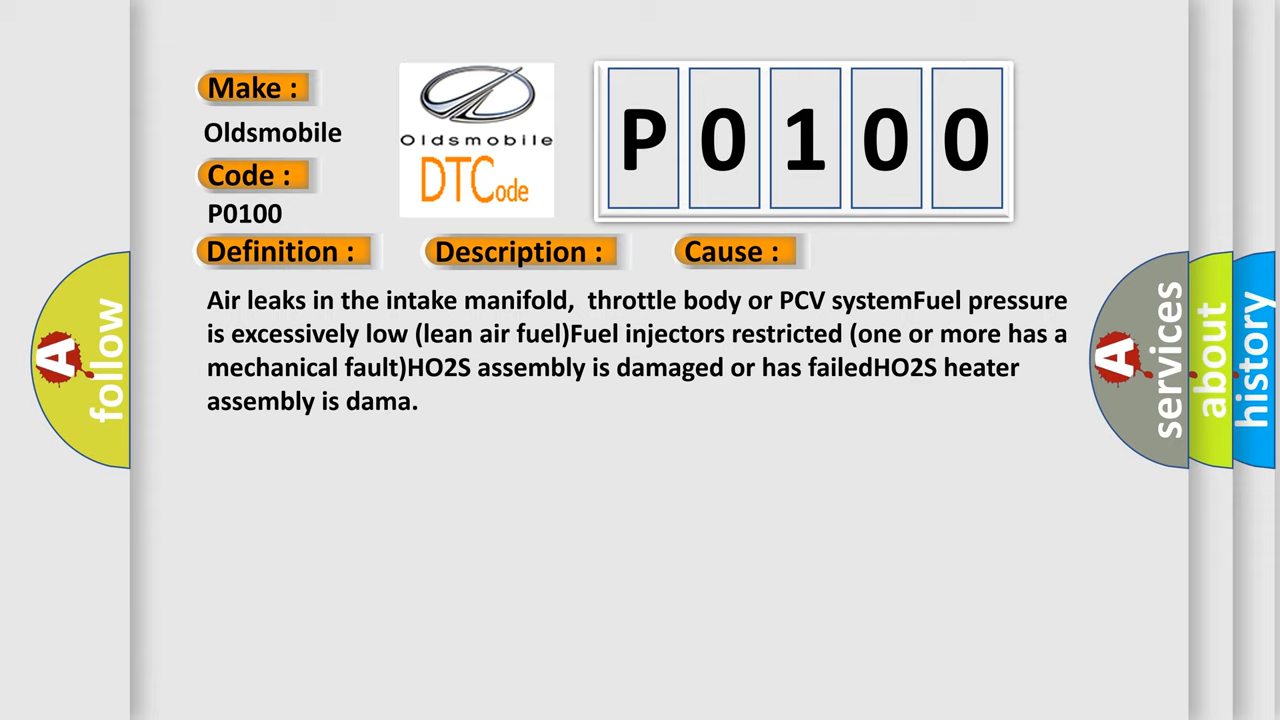 Make :
Oldsmobile
Code :
P0100
Oldsmobile
DTCode
P0100
Definition :
Description :
Cause :
Air leaks in the intake manifold,  throttle body or PCV systemFuel pressure
is excessively low (lean air fuel)Fuel injectors restricted (one or more has a
mechanical fault)HO2S assembly is damaged or has failedHO2S heater
assembly is dama.
A follow
A services
about
history